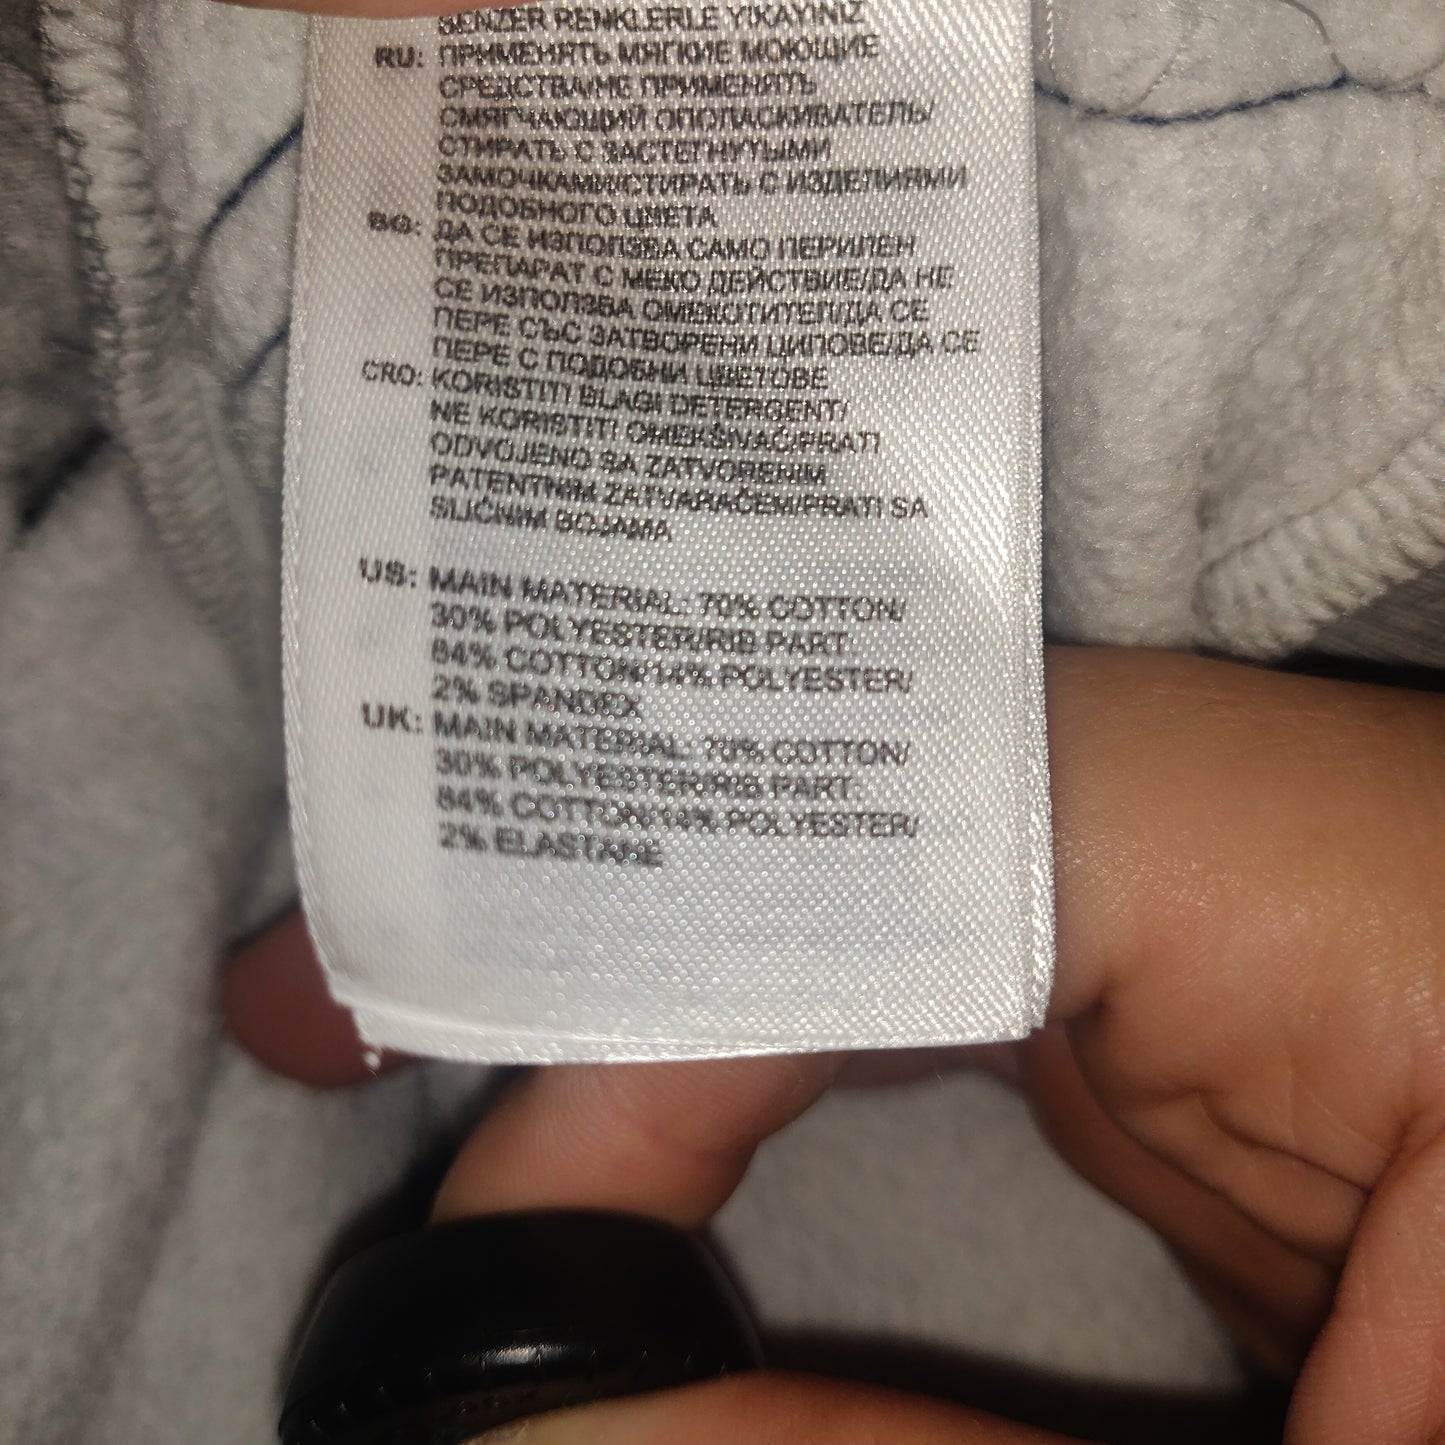 BENZER RENKLERLE YIKAYINIZ
RU: ПРИМЕНЯТЬ МЯГКИЕ МОЮЩИЕ
СРЕДСТВА/НЕ ПРИМЕНЯТЬ
СМЯГЧАЮЩИЙ ОПОЛАСКИВАТЕЛЬ/
СТИРАТЬ С ЗАСТЕГНУТЫМИ
ЗАМОЧКАМИ/СТИРАТЬ С ИЗДЕЛИЯМИ
ПОДОБНОГО ЦВЕТА
BG: ДА СЕ ИЗПОЛЗВА САМО ПЕРИЛЕН
ПРЕПАРАТ С МЕКО ДЕЙСТВИЕ/ДА НЕ
СЕ ИЗПОЛЗВА ОМЕКОТИТЕЛ/ДА СЕ
ПЕРЕ СЪС ЗАТВОРЕНИ ЦИПОВЕ/ДА СЕ
ПЕРЕ С ПОДОБНИ ЦВЕТОВЕ
CRO: KORISTITI BLAGI DETERGENT/
NE KORISTITI OMEKŠIVAČ/PRATI
ODVOJENO SA ZATVORENIM
PATENTNIM ZATVARAČEM/PRATI SA
SLIČNIM BOJAMA
US: MAIN MATERIAL: 70% COTTON/
30% POLYESTER/RIB PART:
84% COTTON/14% POLYESTER/
2% SPANDEX
UK: MAIN MATERIAL: 70% COTTON/
30% POLYESTER/RIB PART:
84% COTTON/14% POLYESTER/
2% ELASTANE